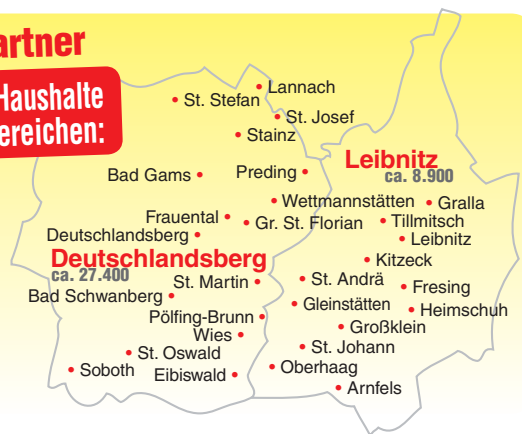 artner
Haushalte
ereichen:
• Lannach
• St. Stefan
• St. Josef
• Stainz
Leibnitz
ca. 8.900
Bad Gams •
Preding •
• Wettmannstätten
• Gralla
Frauental •
• Gr. St. Florian
• Tillmitsch
Deutschlandsberg •
• Leibnitz
Deutschlandsberg
ca. 27.400
• Kitzeck
St. Martin •
• St. Andrä
• Fresing
Bad Schwanberg •
• Gleinstätten
• Heimschuh
Pölfing-Brunn •
• Großklein
Wies •
• St. Johann
• St. Oswald
• Soboth
Eibiswald •
• Oberhaag
• Arnfels